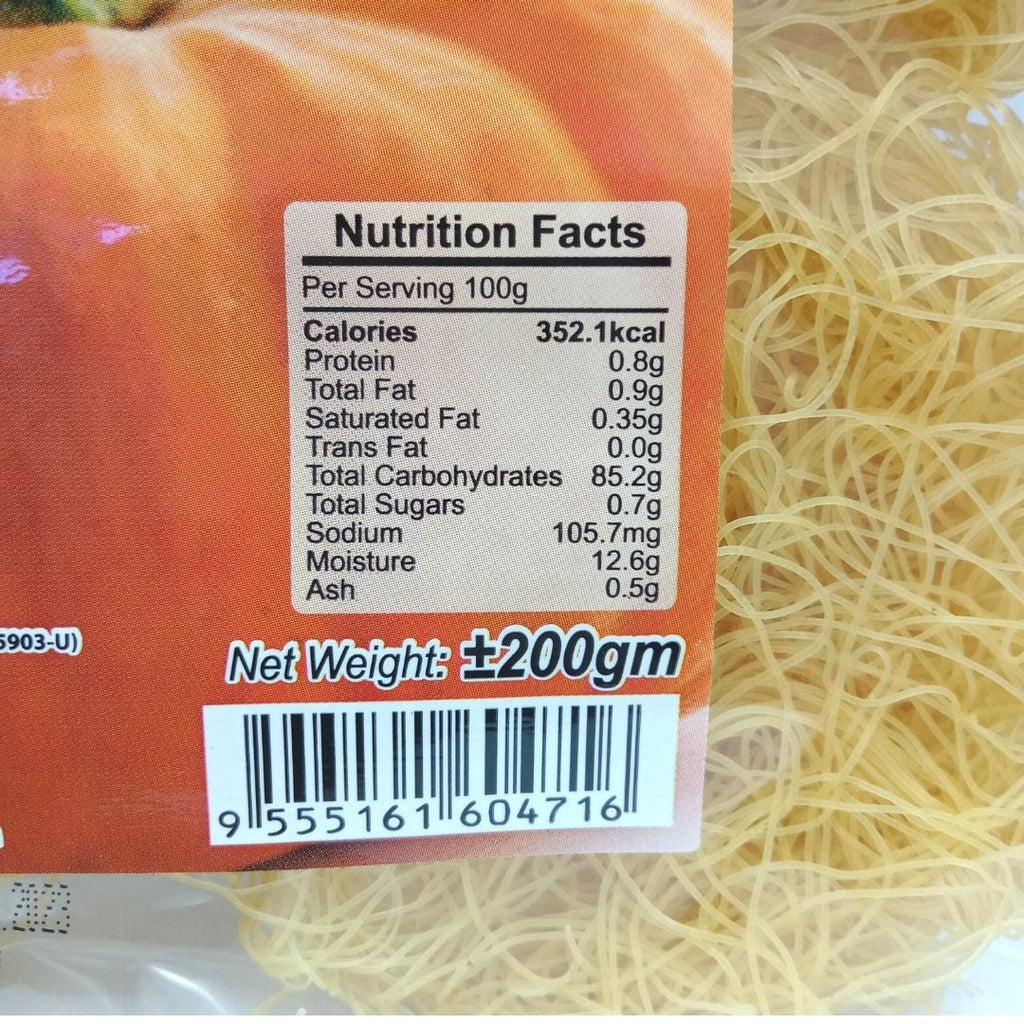 Nutrition Facts
Per Serving 100g
Calories 352.1kcal
Protein 0.8g
Total Fat 0.9g
Saturated Fat 0.35g
Trans Fat 0.0g
Total Carbohydrates 85.2g
Total Sugars 0.7g
Sodium 105.7mg
Moisture 12.6g
Ash 0.5g
5903-U)
Net Weight: ±200gm
9 555161 604716
2023